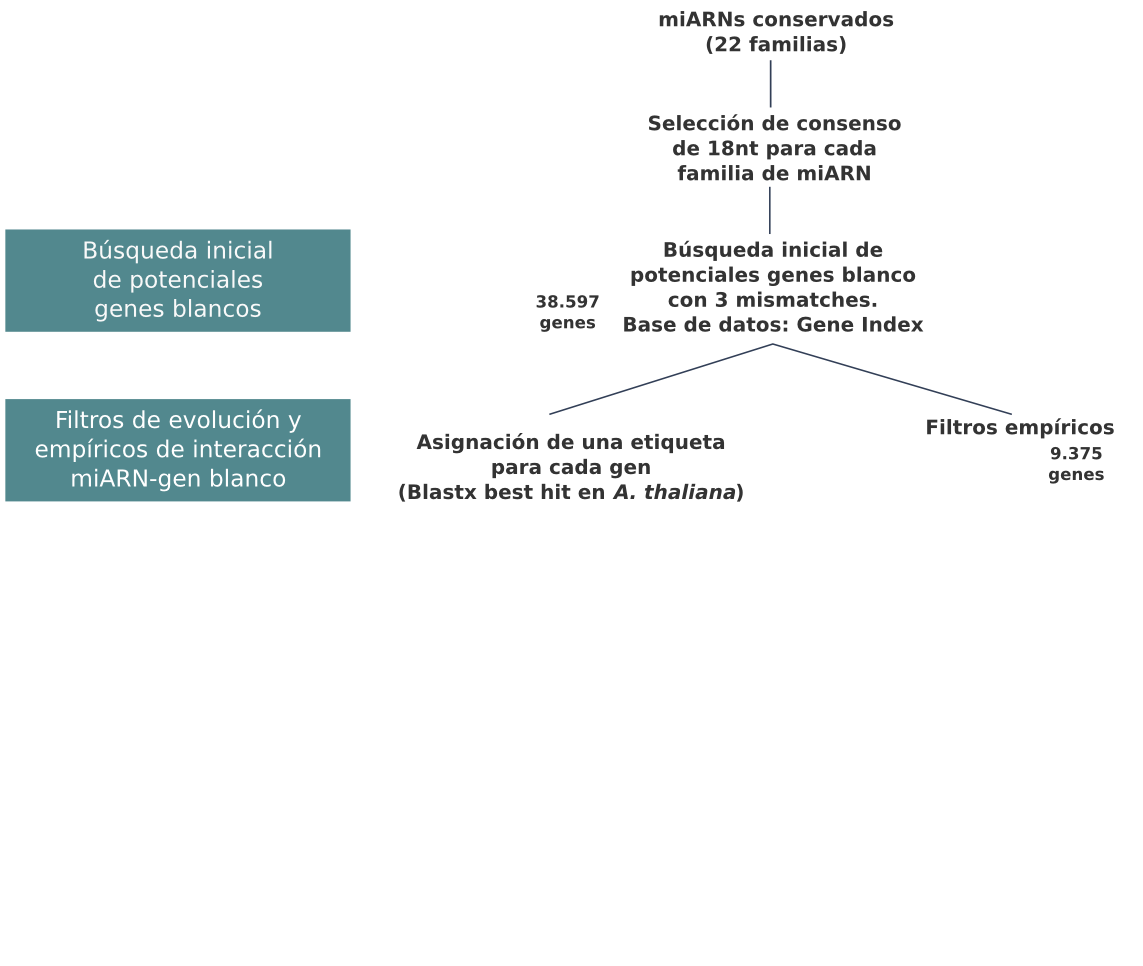 miARNs conservados
(22 familias)
Selección de consenso
de 18nt para cada
familia de miARN
Búsqueda inicial
de potenciales
genes blancos
Búsqueda inicial de
potenciales genes blanco
con 3 mismatches.
Base de datos: Gene Index
38.597
genes
Filtros de evolución y
empíricos de interacción
miARN-gen blanco
Asignación de una etiqueta
para cada gen
(Blastx best hit en A. thaliana)
Filtros empíricos
9.375
genes